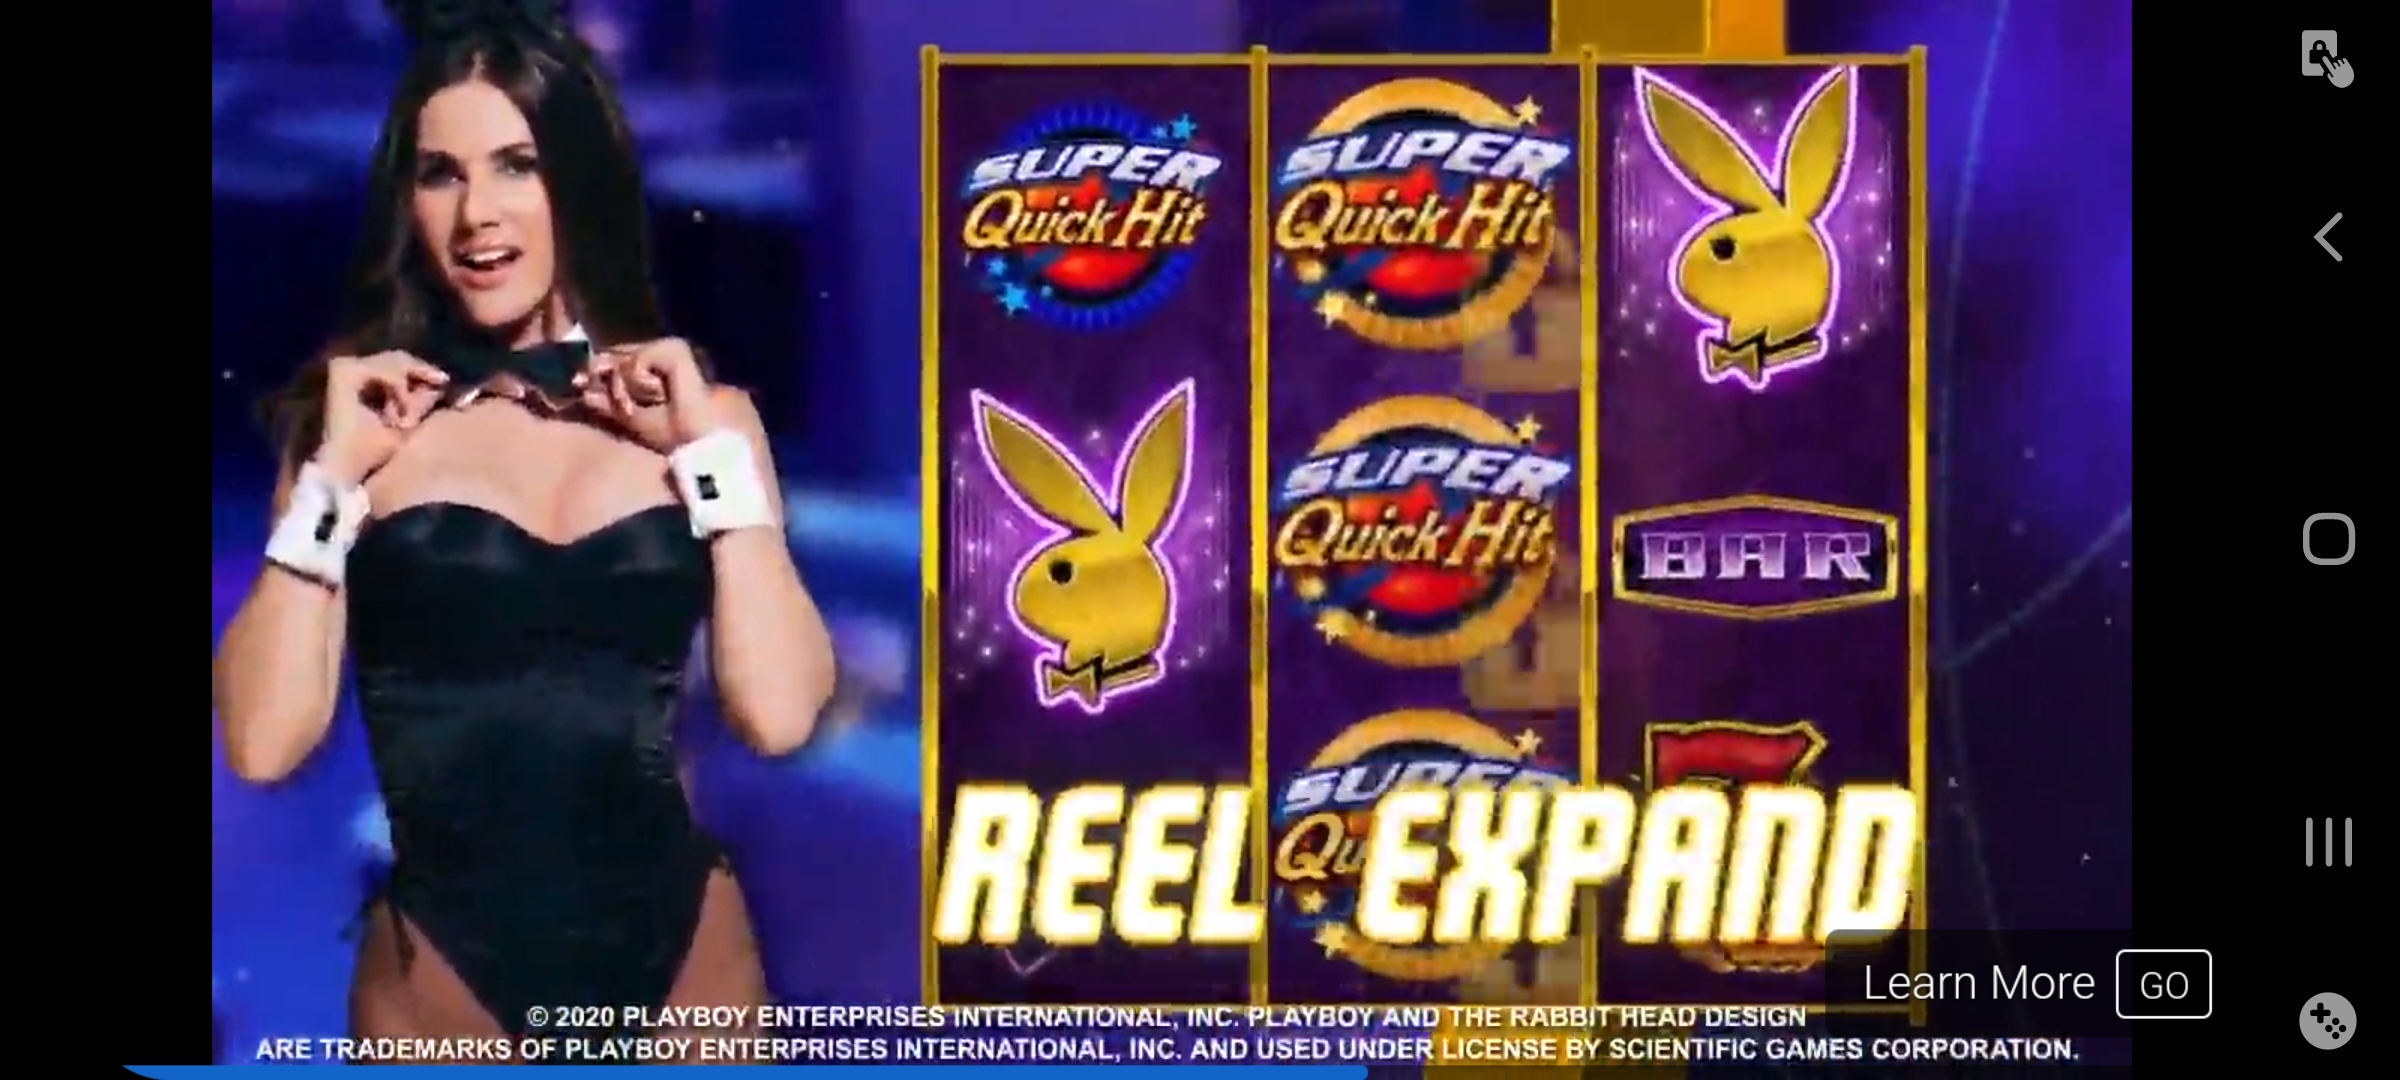 SUPER
Quick Hit
SUPER
Quick Hit
SUPER
Quick Hit
BAR
SUPER
Qu
REEL EXPAND
Learn More GO
© 2020 PLAYBOY ENTERPRISES INTERNATIONAL, INC. PLAYBOY AND THE RABBIT HEAD DESIGN
ARE TRADEMARKS OF PLAYBOY ENTERPRISES INTERNATIONAL, INC. AND USED UNDER LICENSE BY SCIENTIFIC GAMES CORPORATION.